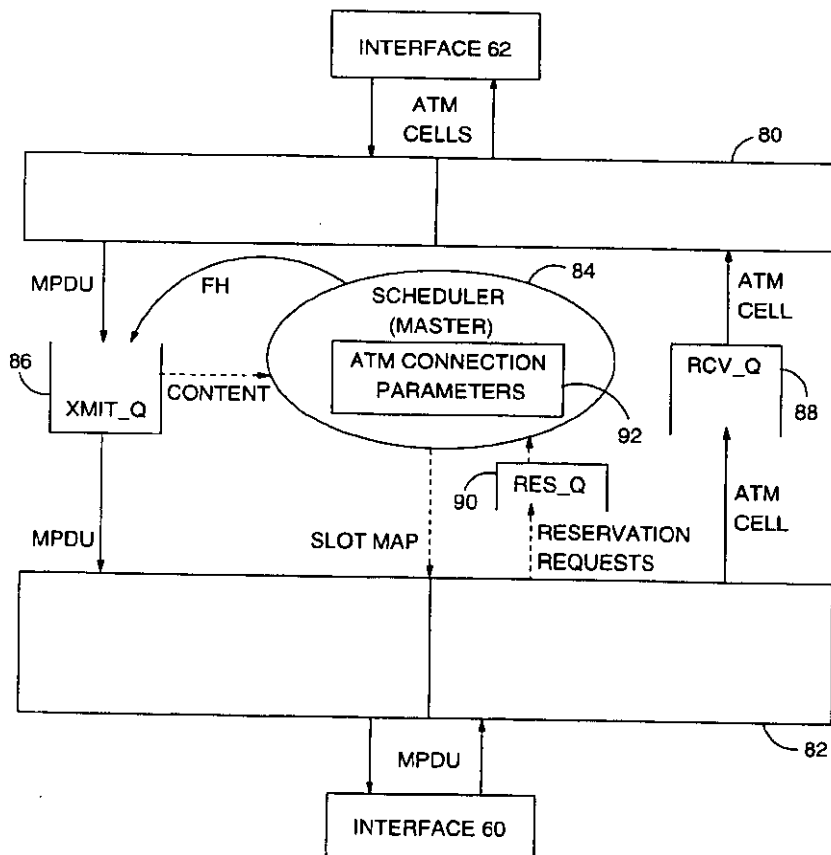 INTERFACE 62
ATM
CELLS
80
MPDU
FH
84
SCHEDULER
(MASTER)
ATM CONNECTION
PARAMETERS
92
ATM
CELL
86
XMIT_Q
CONTENT
RCV_Q
88
90
RES_Q
MPDU
SLOT MAP
RESERVATION
REQUESTS
ATM
CELL
82
MPDU
INTERFACE 60